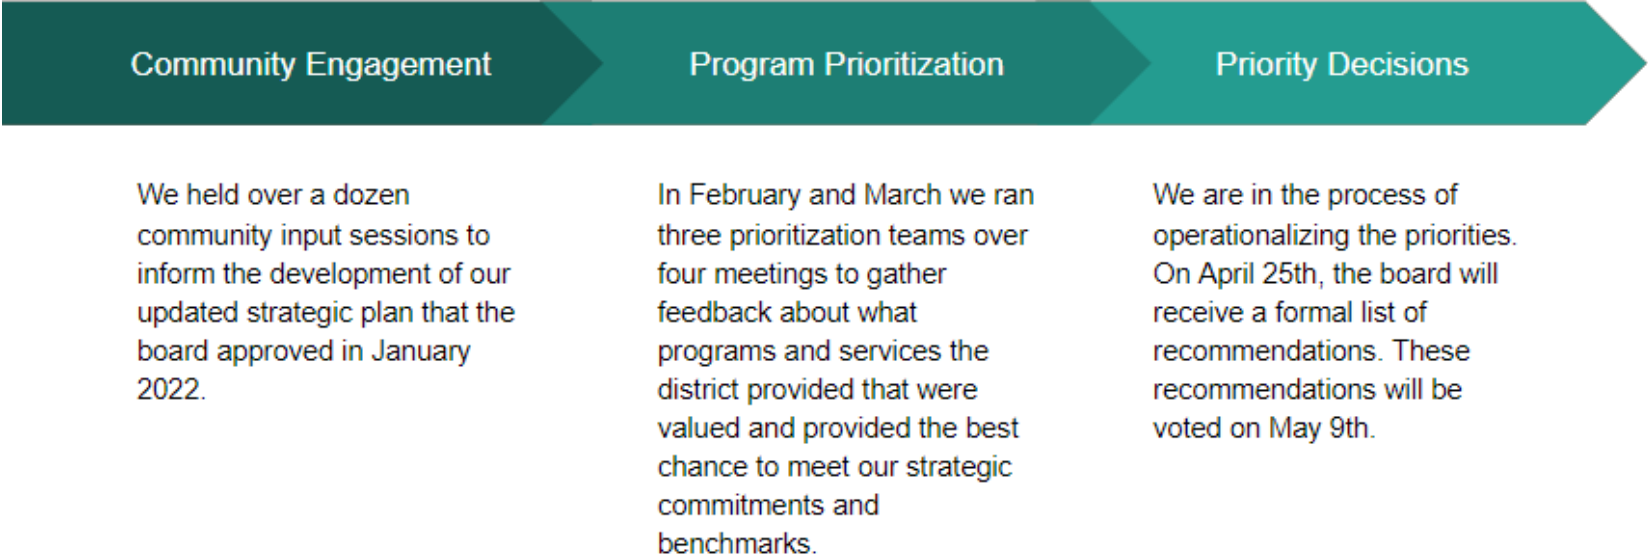 Community Engagement
Program Prioritization
Priority Decisions
We held over a dozen
community input sessions to
inform the development of our
updated strategic plan that the
board approved in January
2022.
In February and March we ran
three prioritization teams over
four meetings to gather
feedback about what
programs and services the
district provided that were
valued and provided the best
chance to meet our strategic
commitments and
benchmarks.
We are in the process of
operationalizing the priorities.
On April 25th, the board will
receive a formal list of
recommendations. These
recommendations will be
voted on May 9th.